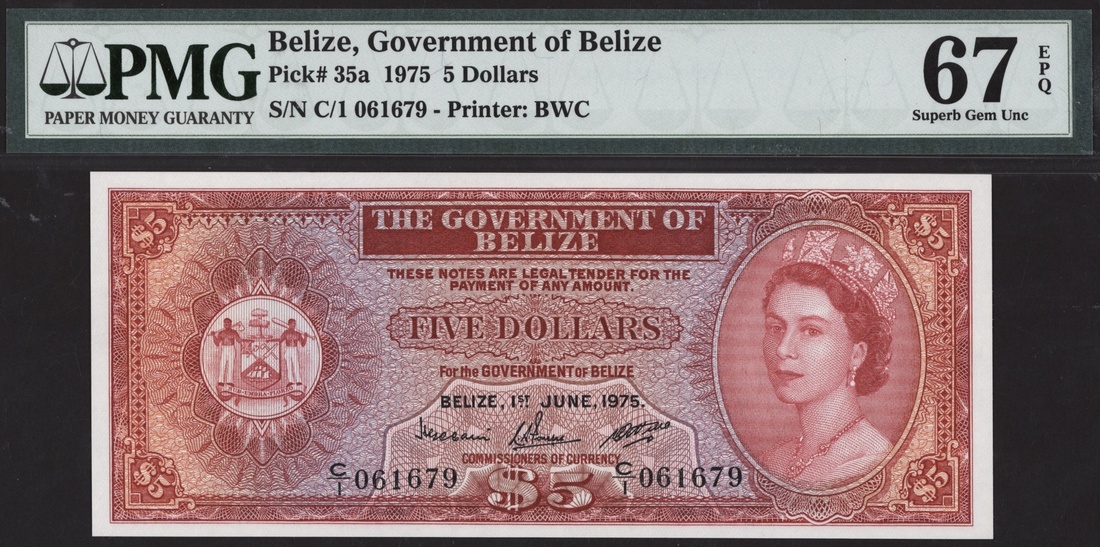 PMG
PAPER MONEY GUARANTY
Belize, Government of Belize
Pick# 35a 1975 5 Dollars
S/N C/1 061679 - Printer: BWC
67
EPQ
Superb Gem Unc
$5
$5
THE GOVERNMENT OF
BELIZE
THESE NOTES ARE LEGAL TENDER FOR THE
PAYMENT OF ANY AMOUNT.
FIVE DOLLARS
For the GOVERNMENT OF BELIZE
BELIZE, 1ST JUNE, 1975.
COMMISSIONERS OF CURRENCY
C/1 061679
$5
C/1 061679
$5
$5